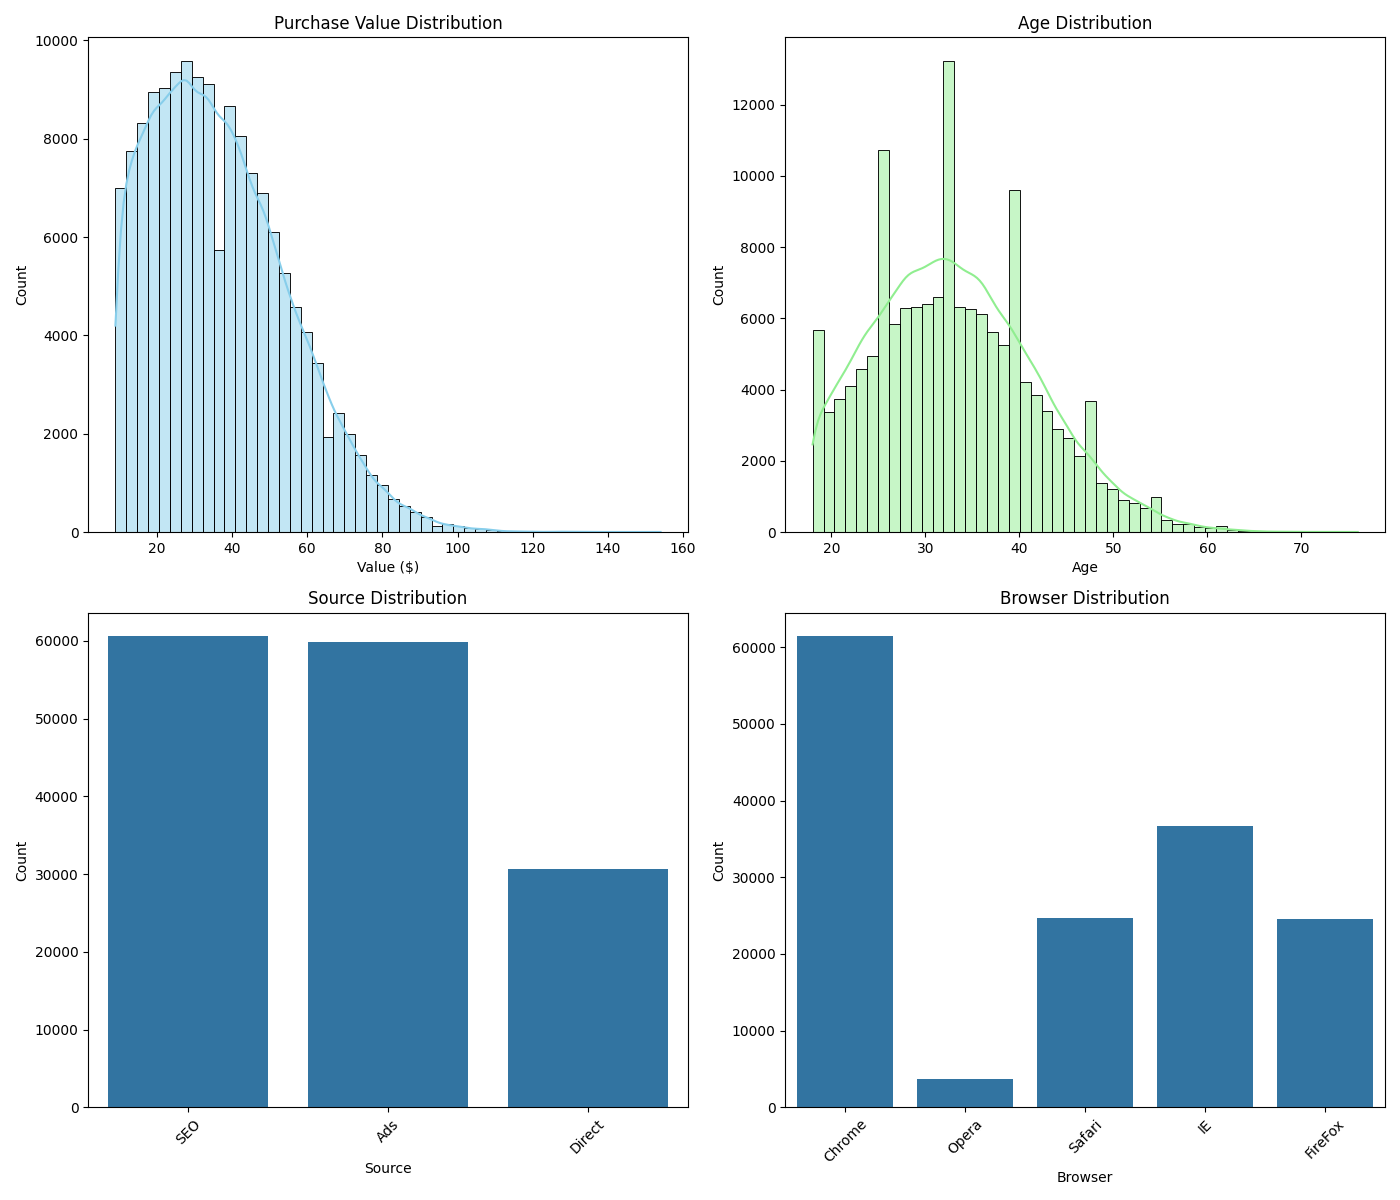 Purchase Value Distribution
10000
8000
6000
4000
2000
0
Count
20 40 60 80 100 120 140 160
Value ($)
Age Distribution
12000
10000
8000
6000
4000
2000
0
Count
20 30 40 50 60 70
Age
Source Distribution
60000
50000
40000
30000
20000
10000
0
Count
SEO Ads Direct
Source
Browser Distribution
60000
50000
40000
30000
20000
10000
0
Count
Chrome Opera Safari IE FireFox
Browser